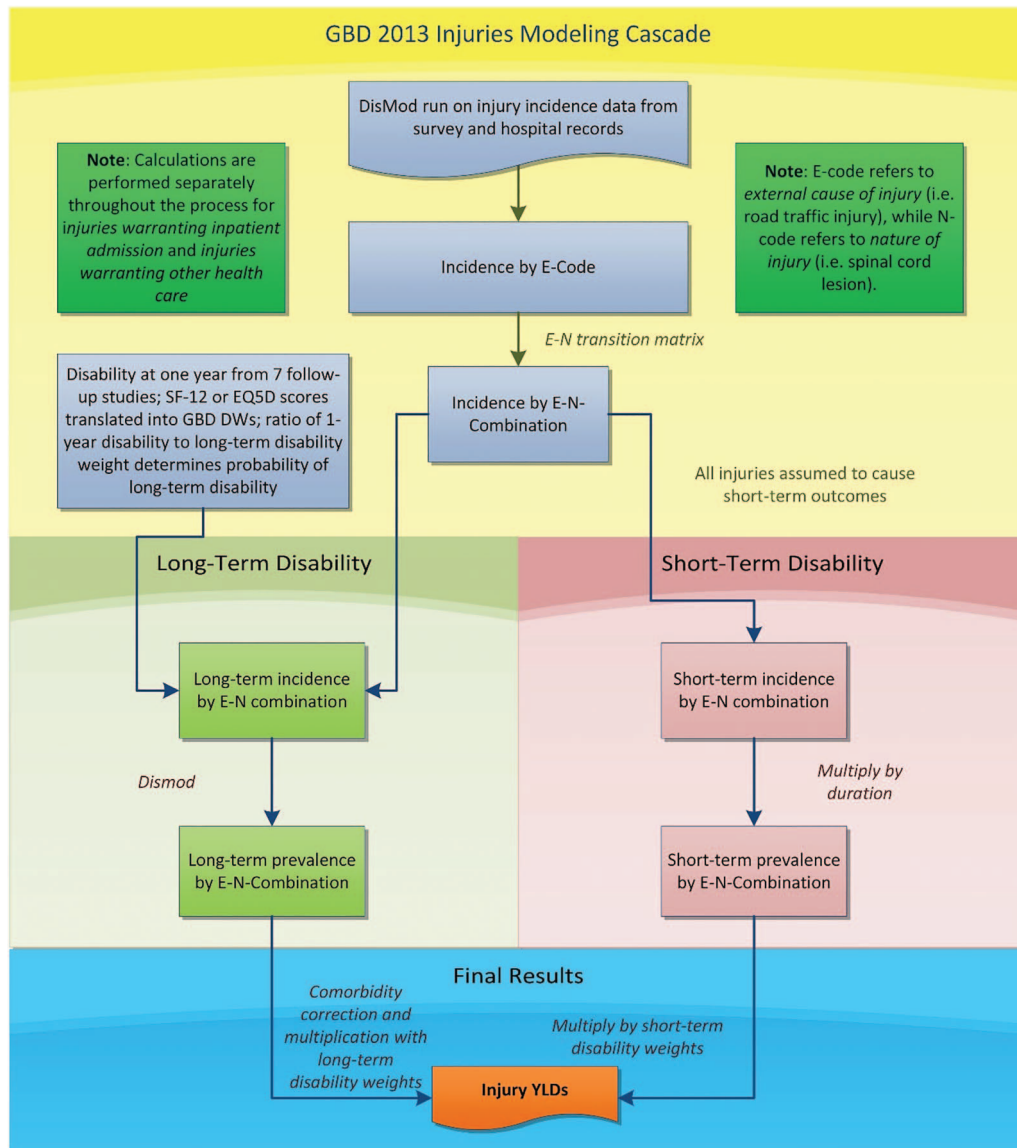 GBD 2013 Injuries Modeling Cascade
DisMod run on injury incidence data from
survey and hospital records
Note: Calculations are
performed separately
throughout the process for
injuries warranting inpatient
admission and injuries
warranting other health
care
Note: E-code refers to
external cause of injury (i.e.
road traffic injury), while N-
code refers to nature of
injury (i.e. spinal cord
lesion).
Incidence by E-Code
E-N transition matrix
Disability at one year from 7 follow-
up studies; SF-12 or EQ5D scores
translated into GBD DWs; ratio of 1-
year disability to long-term disability
weight determines probability of
long-term disability
Incidence by E-N-
Combination
All injuries assumed to cause
short-term outcomes
Long-Term Disability
Short-Term Disability
Long-term incidence
by E-N combination
Short-term incidence
by E-N combination
Dismod
Multiply by
duration
Long-term prevalence
by E-N-Combination
Short-term prevalence
by E-N-Combination
Final Results
Comorbidity
correction and
multiplication with
long-term
disability weights
Multiply by short-term
disability weights
Injury YLDs